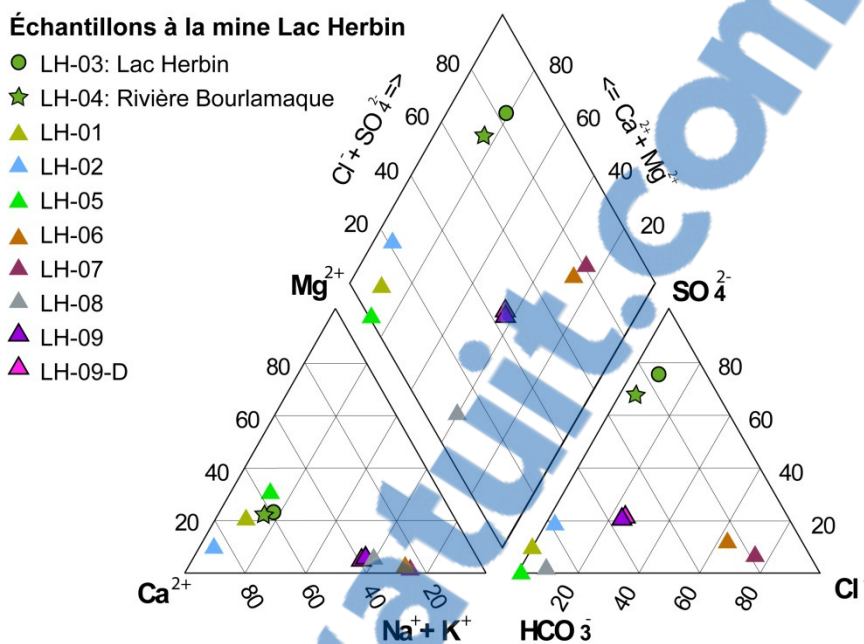 Échantillons à la mine Lac Herbin
LH-03: Lac Herbin
LH-04: Rivière Bourlamaque
LH-01
LH-02
LH-05
LH-06
LH-07
LH-08
LH-09
LH-09-D
80
60
40
20
Cl⁻ + SO₄²⁻ =>
80
60
40
20
<= Ca²⁺ + Mg²⁺
Mg²⁺
SO₄²⁻
80
60
40
20
Ca²⁺
80
60
40
20
Na⁺ + K⁺
60
40
20
HCO₃⁻
20
40
60
80
Cl
atuit.com